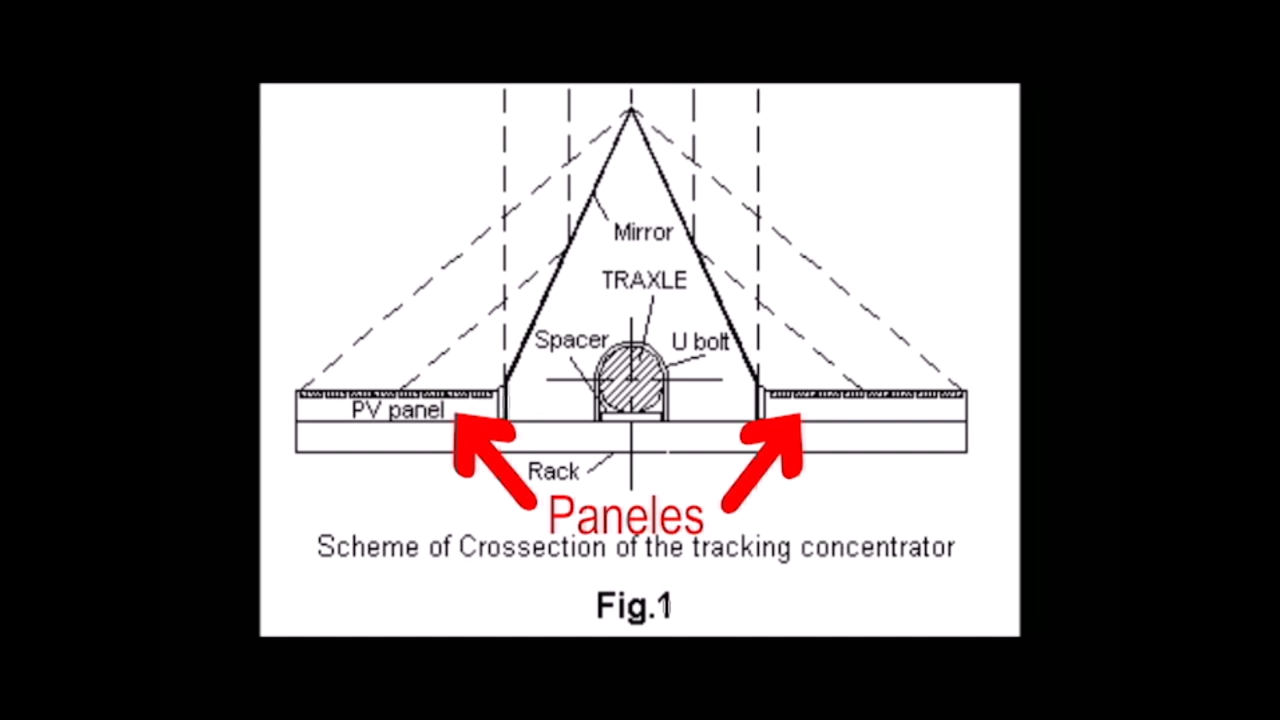 Mirror
TRAXLE
Spacer
U bolt
PV panel
Rack
Paneles
Scheme of Crossection of the tracking concentrator
Fig.1